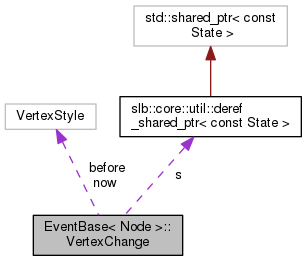 std::shared_ptr< const
State >
VertexStyle
slb::core::util::deref
_shared_ptr< const State >
before
now
s
EventBase< Node >::
VertexChange